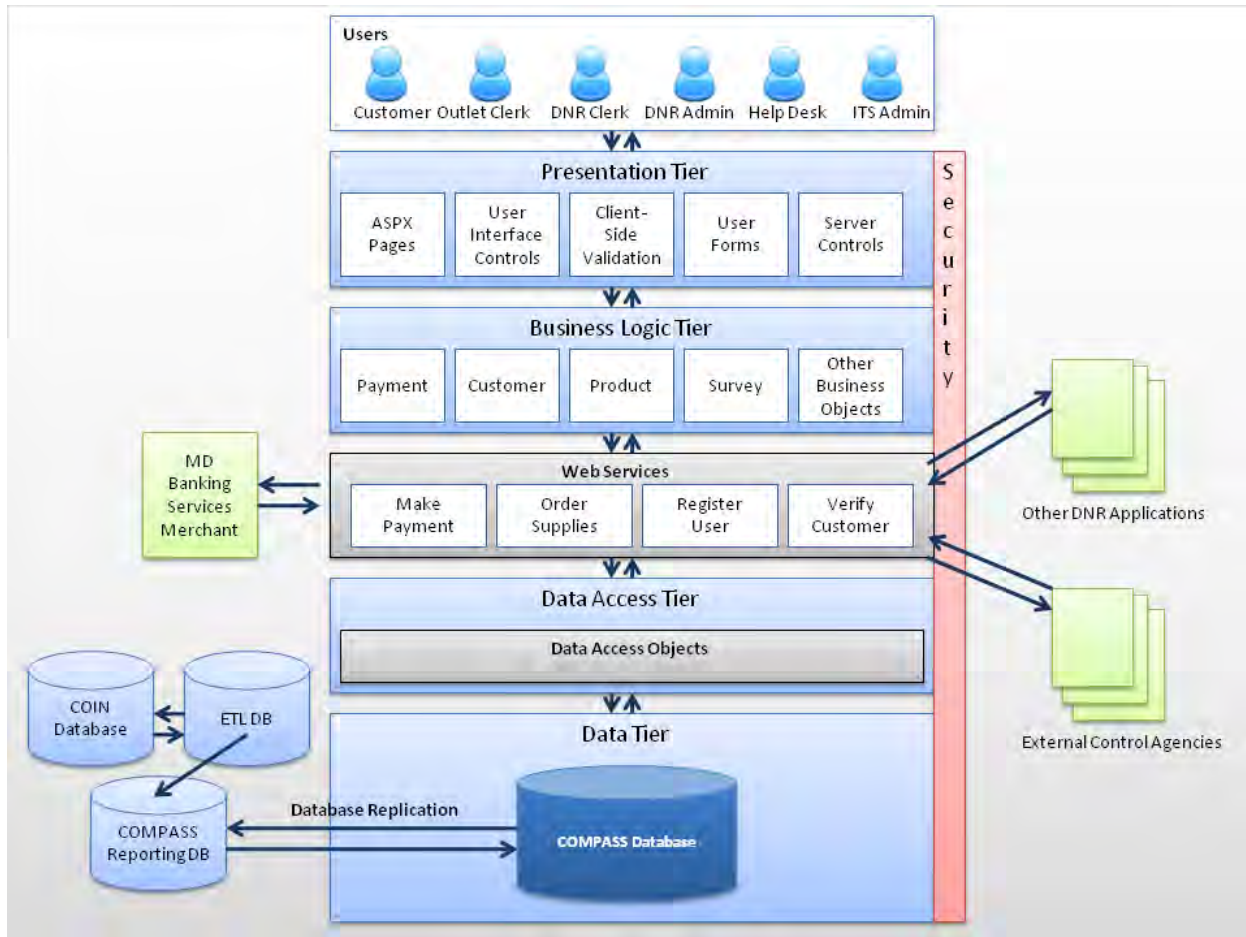 Users
Customer
Outlet Clerk
DNR Clerk
DNR Admin
Help Desk
ITS Admin
Presentation Tier
ASPX
Pages
User
Interface
Controls
Client-
Side
Validation
User
Forms
Server
Controls
Security
Business Logic Tier
Payment
Customer
Product
Survey
Other
Business
Objects
MD
Banking
Services
Merchant
Web Services
Make
Payment
Order
Supplies
Register
User
Verify
Customer
Other DNR Applications
Data Access Tier
Data Access Objects
COIN
Database
ETL DB
External Control Agencies
Data Tier
Database Replication
COMPASS
Reporting DB
COMPASS Database